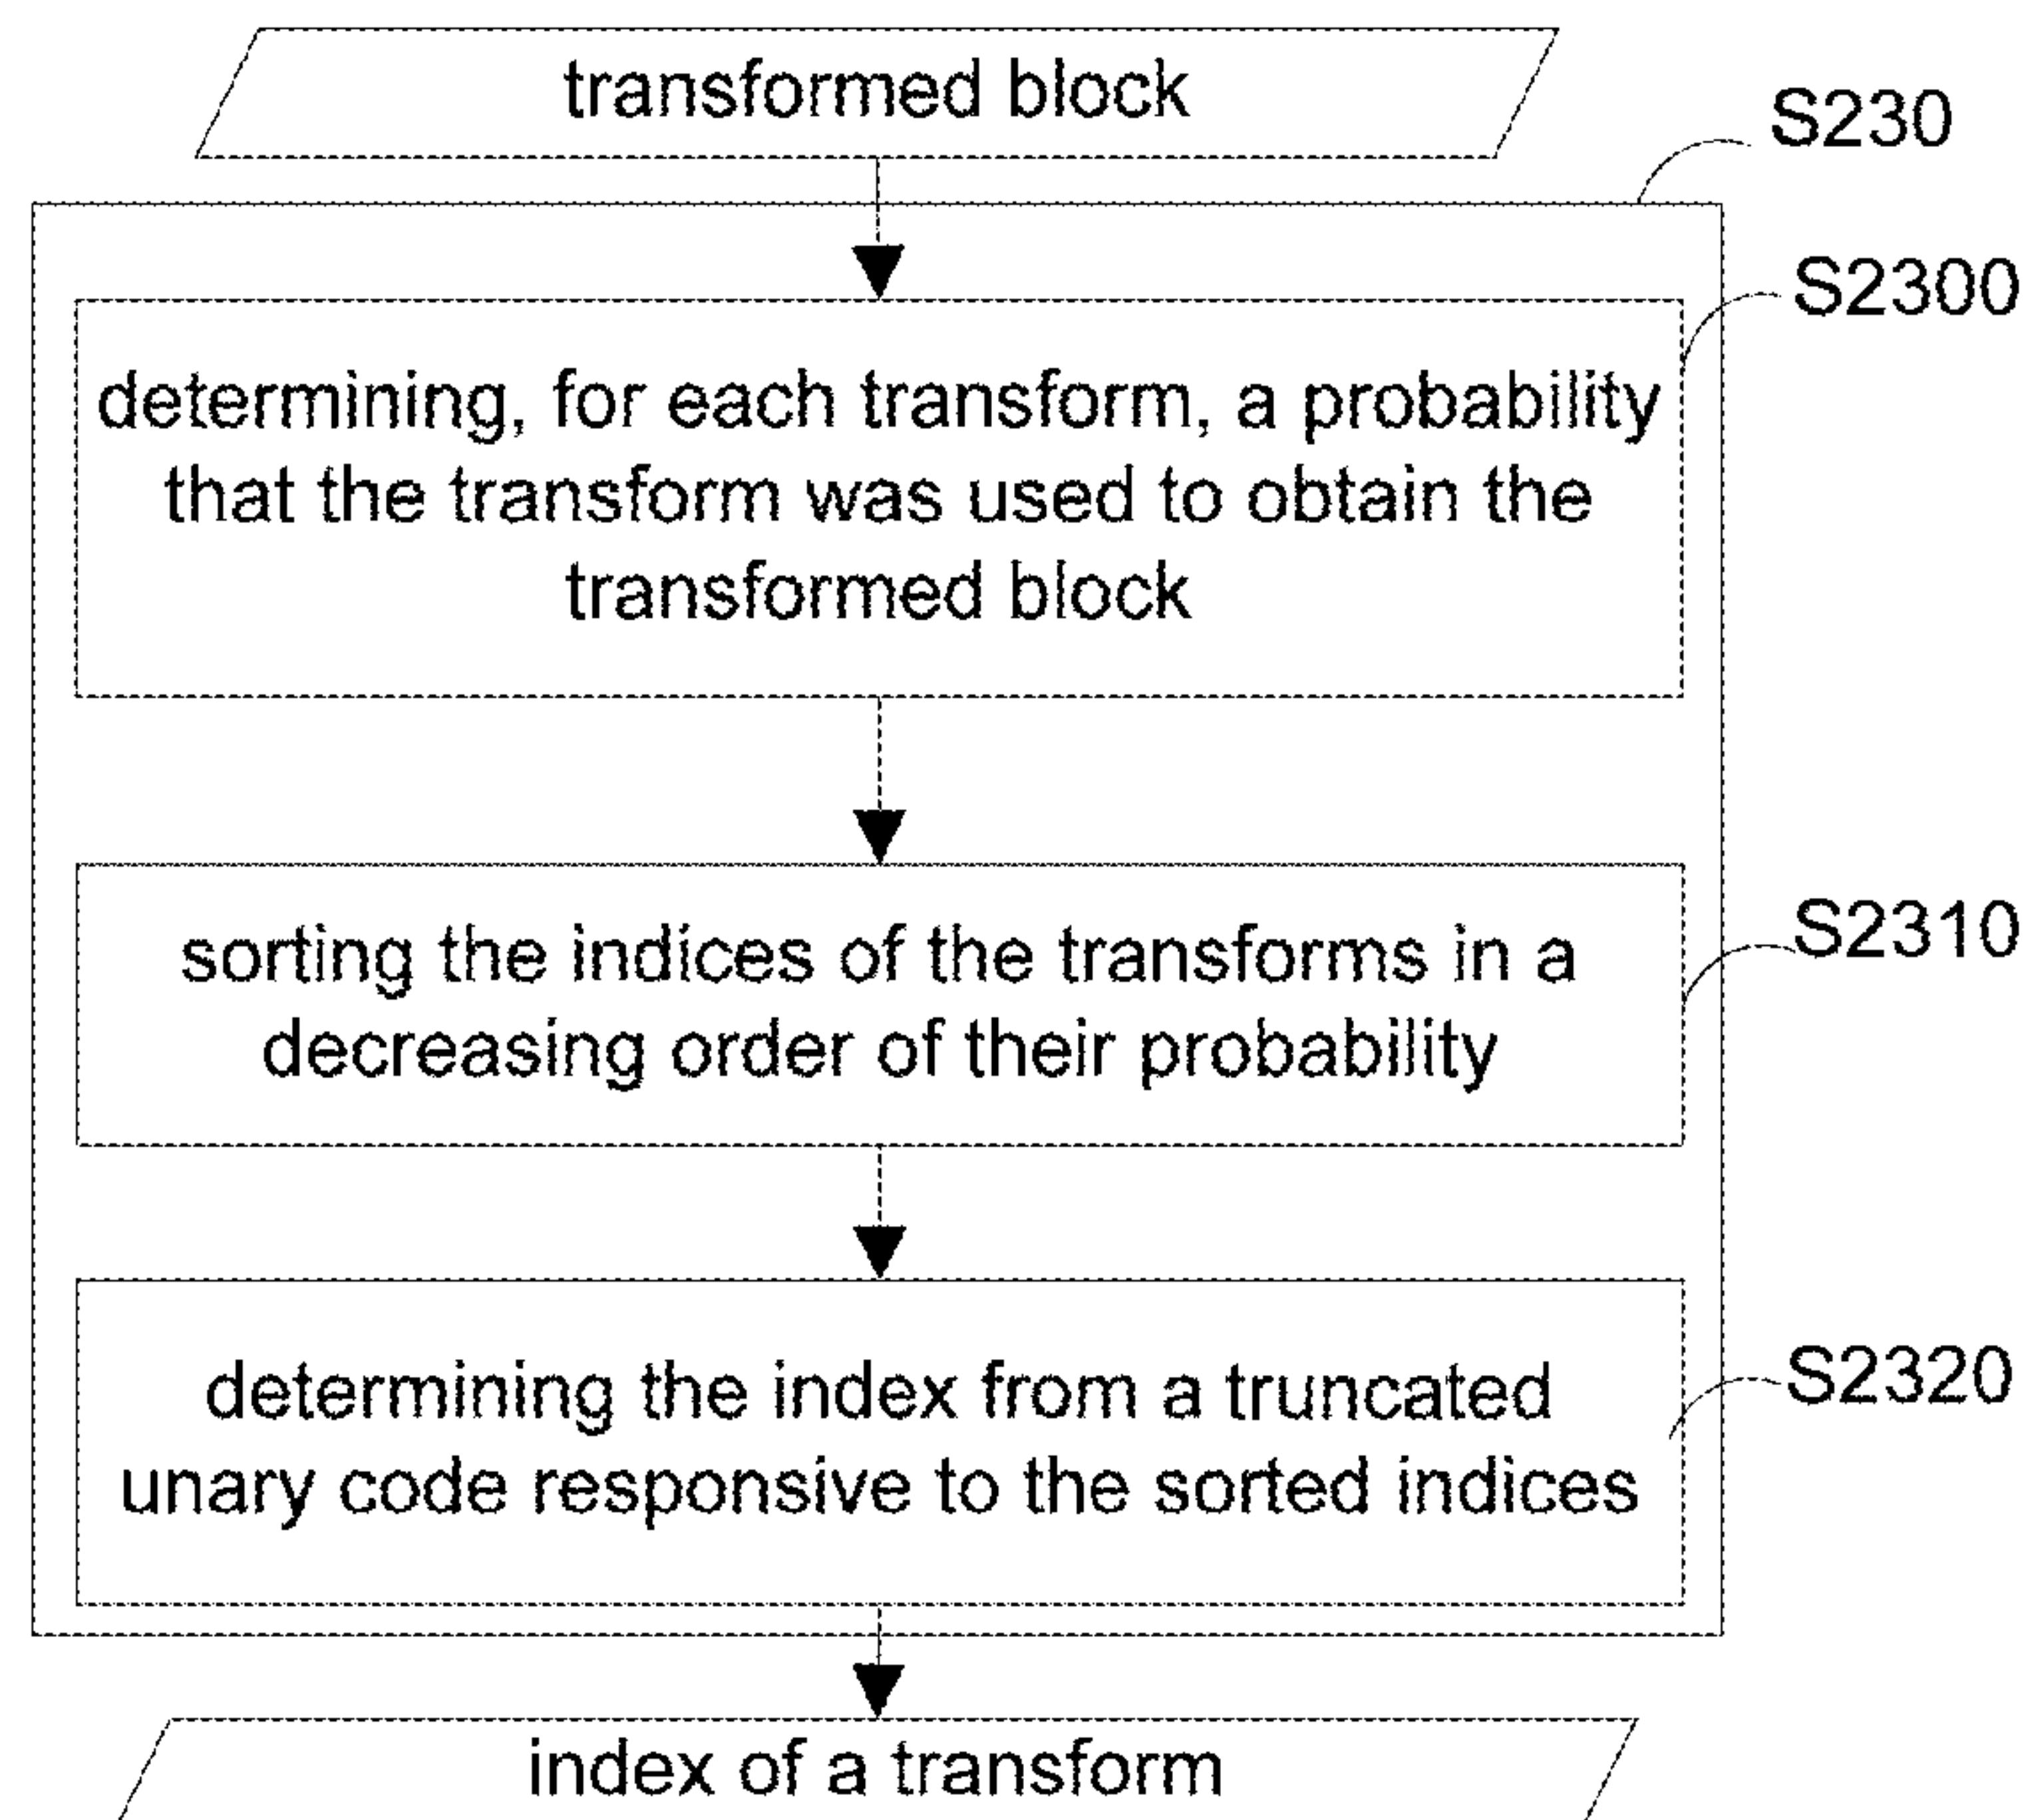 transformed block
S230
S2300
determining, for each transform, a probability
that the transform was used to obtain the
transformed block
S2310
sorting the indices of the transforms in a
decreasing order of their probability
S2320
determining the index from a truncated
unary code responsive to the sorted indices
index of a transform